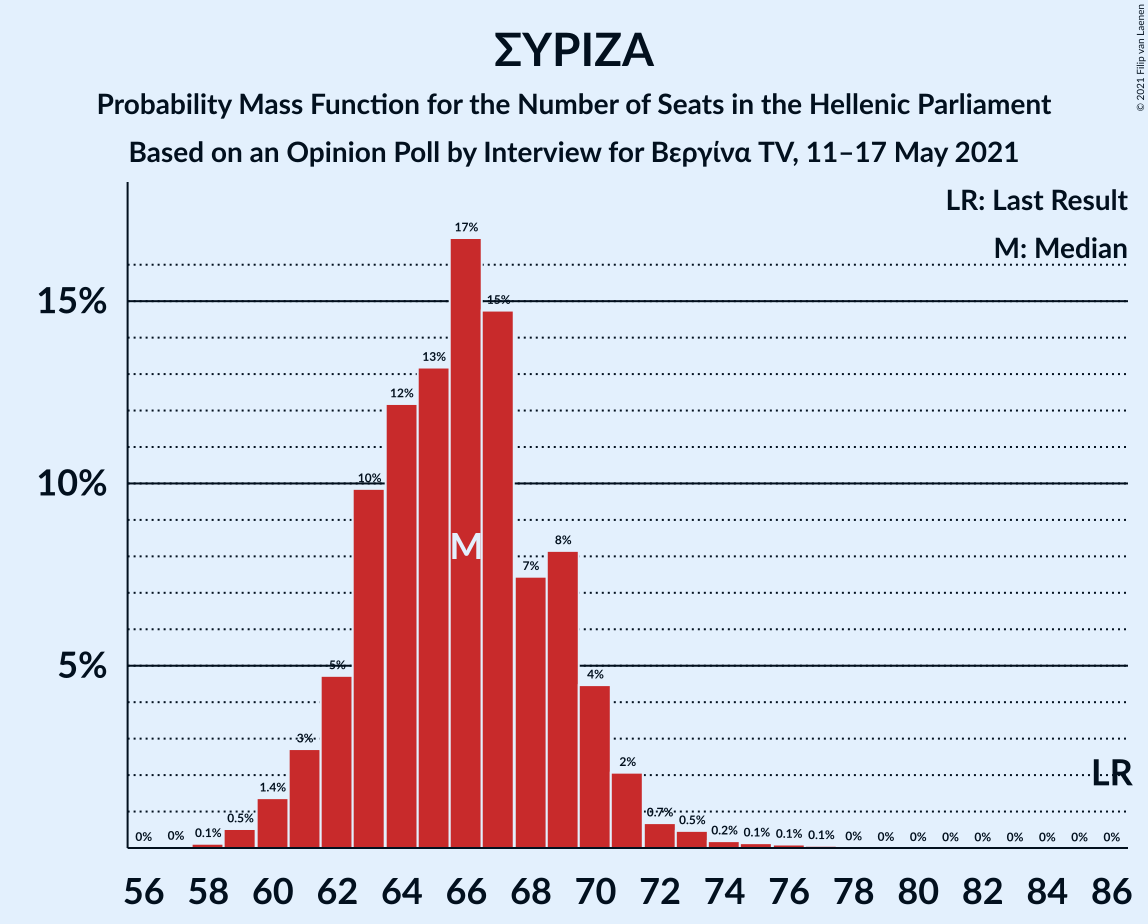 ΣΥΡΙΖΑ
Probability Mass Function for the Number of Seats in the Hellenic Parliament
Based on an Opinion Poll by Interview for Βεργίνα TV, 11–17 May 2021
© 2021 Filip van Laenen
LR: Last Result
M: Median
15%
10%
5%
0% 0% 0.1% 0.5% 1.4% 3% 5% 10% 12% 13% 17% 15% 7% 8% 4% 2% 0.7% 0.5% 0.2% 0.1% 0.1% 0.1% 0% 0% 0% 0% 0% 0% 0% 0% 0%
M
LR
56 58 60 62 64 66 68 70 72 74 76 78 80 82 84 86